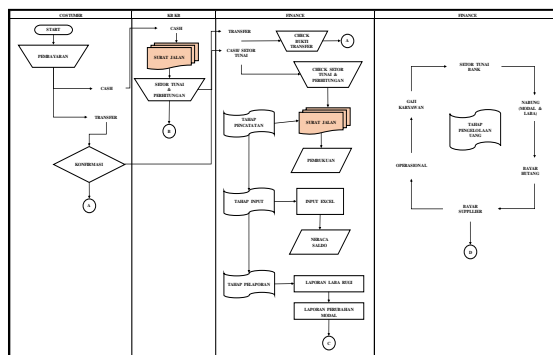 COSTUMER
KB KB
FINANCE
FINANCE
START
PEMBAYARAN
CASH
TRANSFER
KONFIRMASI
A
CASH
SURAT JALAN
SETOR TUNAI
&
PERHITUNGAN
B
TRANSFER
CASH/ SETOR
TUNAI
CHECK
BUKTI
TRANSFER
A
CHECK SETOR
TUNAI &
PERHITUNGAN
TAHAP
PENCATATAN
SURAT JALAN
PEMBUKUAN
TAHAP INPUT
INPUT EXCEL
NERACA
SALDO
TAHAP PELAPORAN
LAPORAN LABA RUGI
LAPORAN PERUBAHAN
MODAL
C
SETOR TUNAI
BANK
GAJI
KARYAWAN
TAHAP
PENGELOLAAN
UANG
NABUNG
(MODAL &
LABA)
OPERASIONAL
BAYAR
HUTANG
BAYAR
SUPPLIER
D